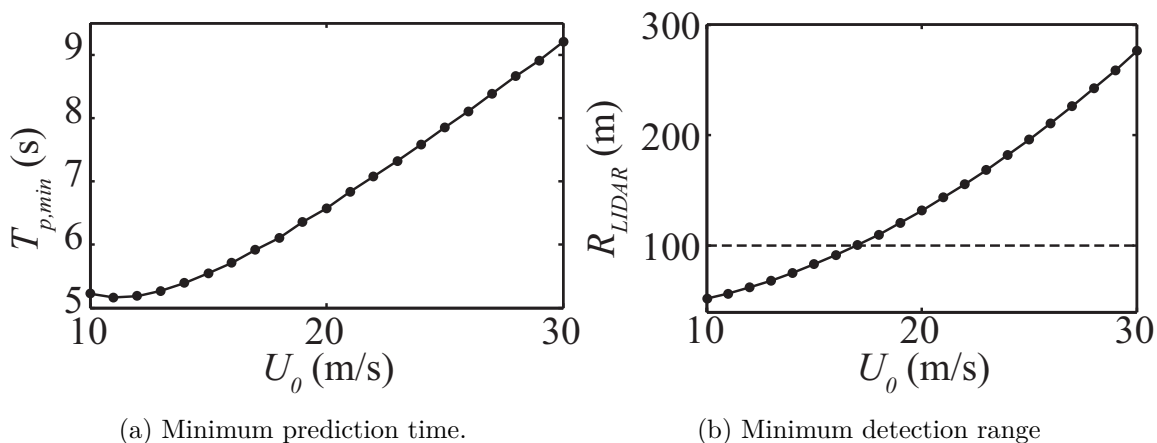 9
8
7
6
5
T_{p,min} (s)
10 20 30
U_0 (m/s)
(a) Minimum prediction time.
300
200
100
R_{LIDAR} (m)
10 20 30
U_0 (m/s)
(b) Minimum detection range